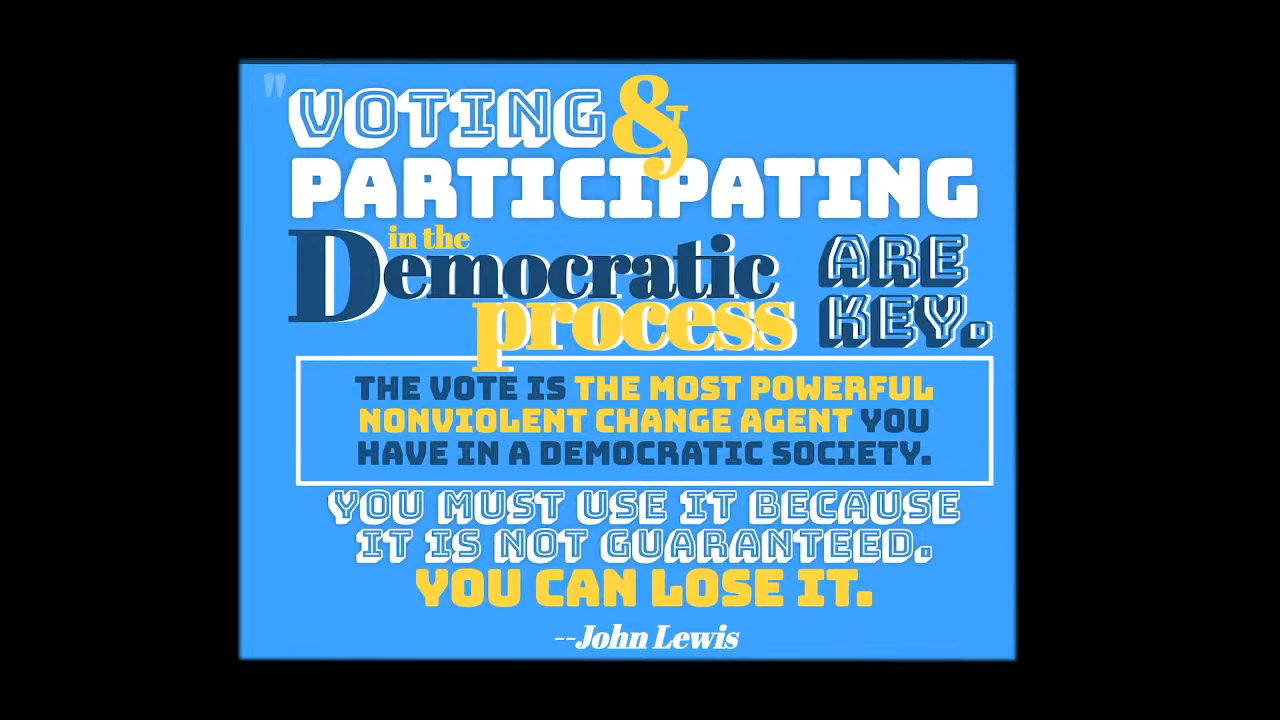 "VOTING &
PARTICIPATING
in the
Democratic
process
ARE
KEY.
THE VOTE IS THE MOST POWERFUL
NONVIOLENT CHANGE AGENT YOU
HAVE IN A DEMOCRATIC SOCIETY.
YOU MUST USE IT BECAUSE
IT IS NOT GUARANTEED.
YOU CAN LOSE IT.
--John Lewis